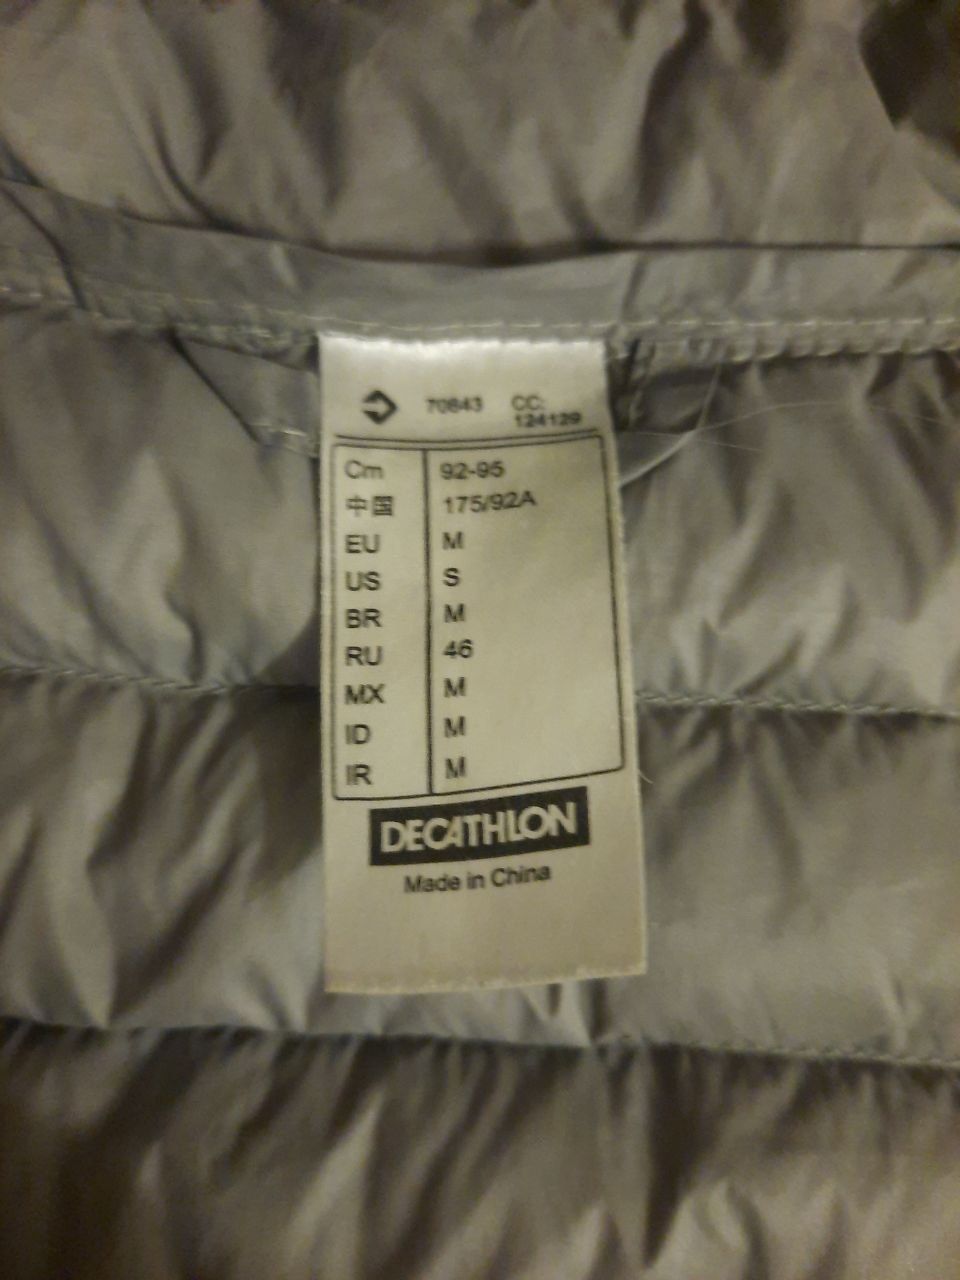 70643 CC:
124129
Cm 92-95
中国 175/92A
EU M
US S
BR M
RU 46
MX M
ID M
IR M
DECATHLON
Made in China